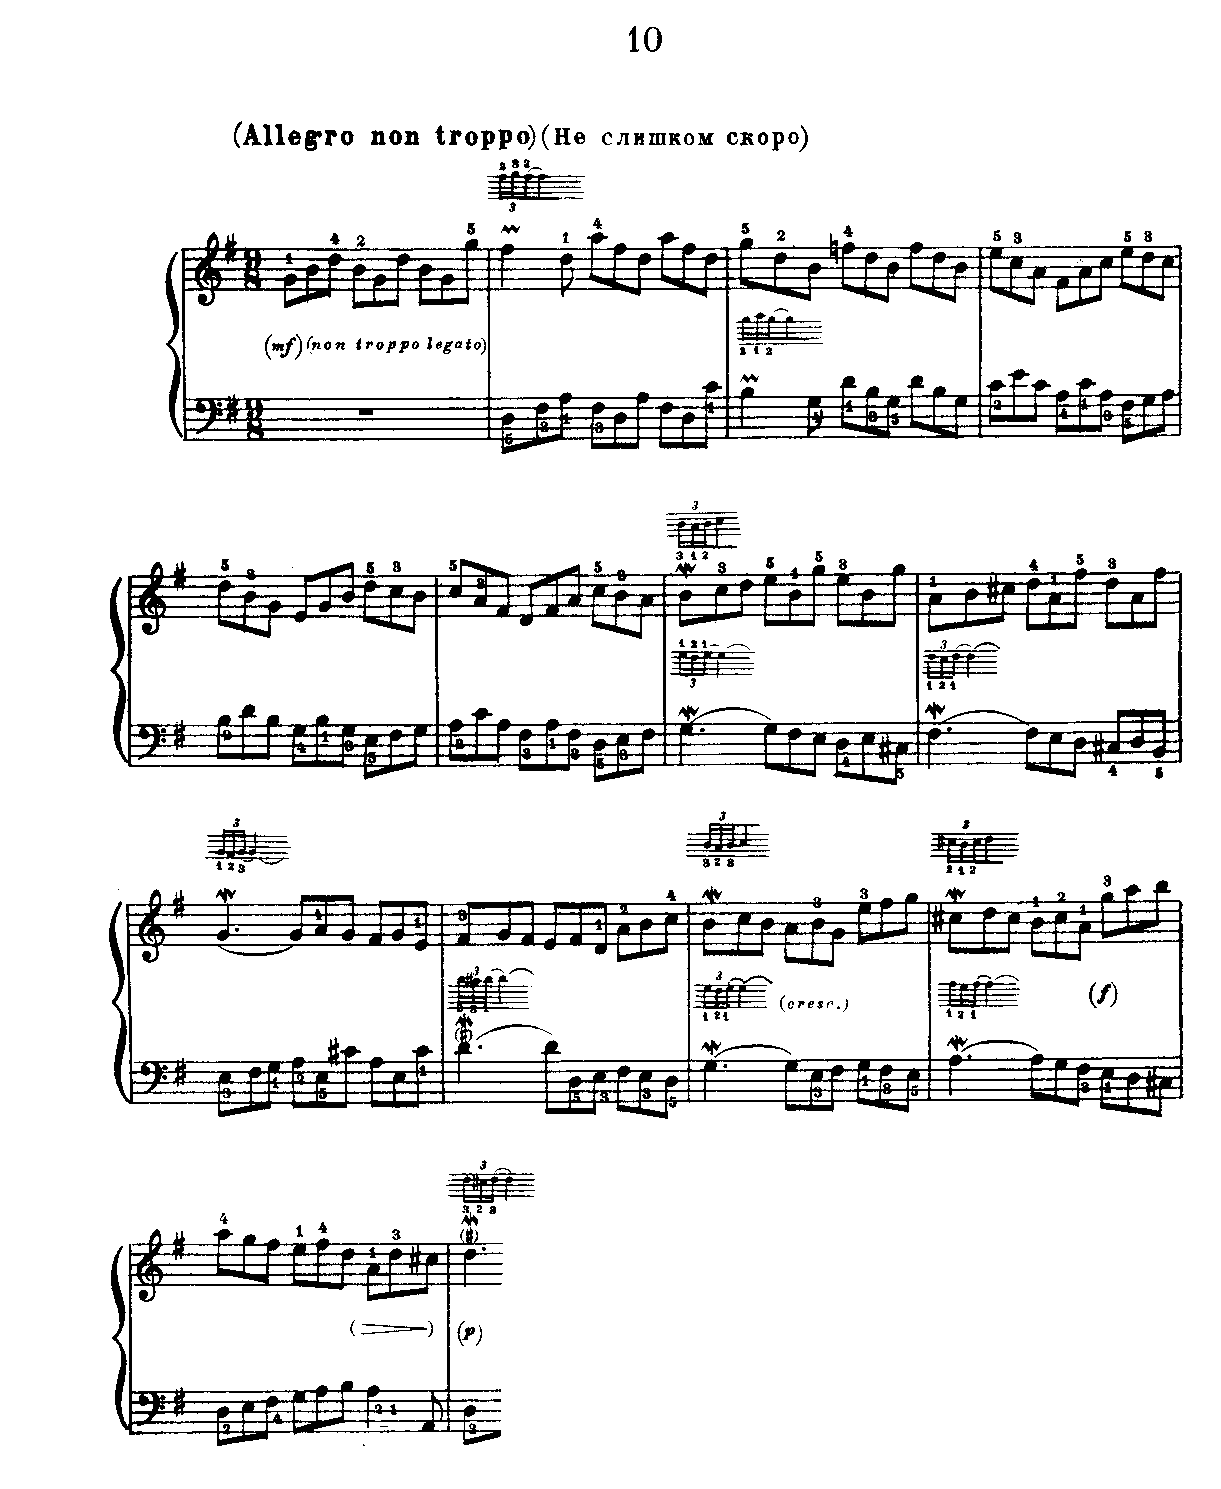 10
(Allegro non troppo) (Не слишком скоро)
(mf) (non troppo legato)
(cresc.)
(f)
(p)